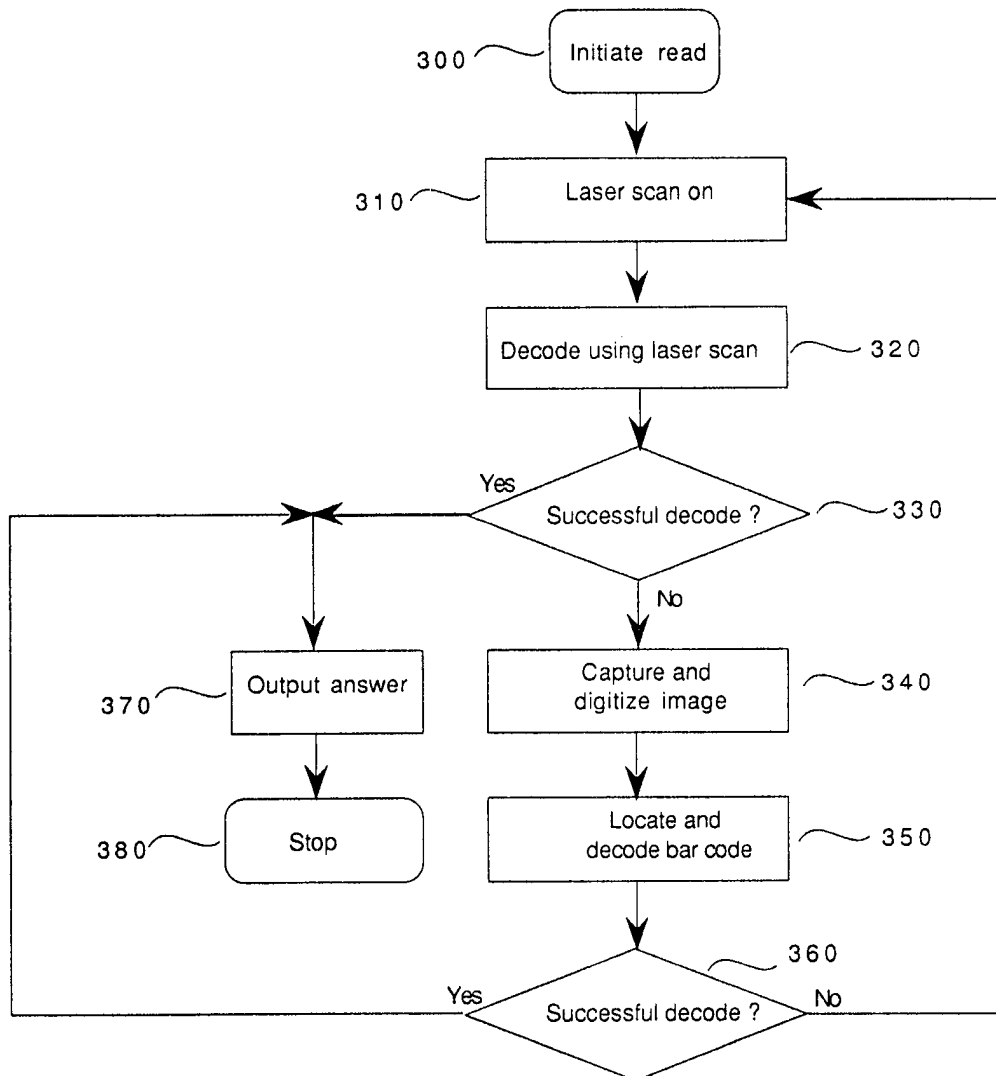 300
Initiate read
310
Laser scan on
Decode using laser scan
320
Yes
Successful decode ?
330
No
370
Output answer
Capture and
digitize image
340
380
Stop
Locate and
decode bar code
350
360
Yes
Successful decode ?
No